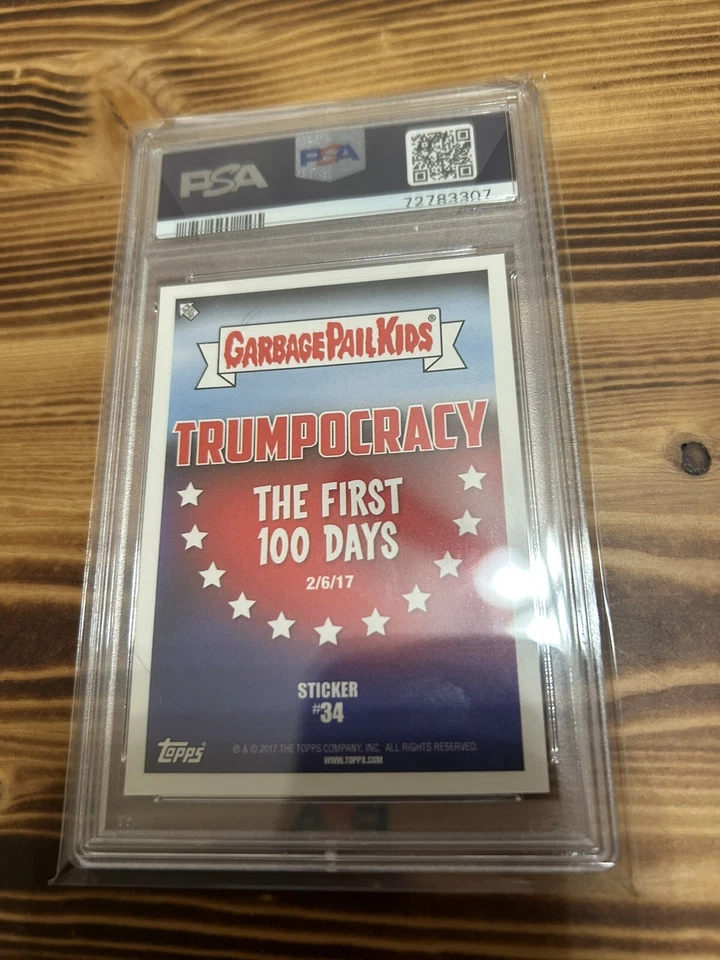 PSA PSA
72783307
GARBAGE PAIL KIDS®
TRUMPOCRACY
THE FIRST
100 DAYS
2/6/17
STICKER
#34
topps®
® & © 2017 THE TOPPS COMPANY, INC. ALL RIGHTS RESERVED.
WWW.TOPPS.COM